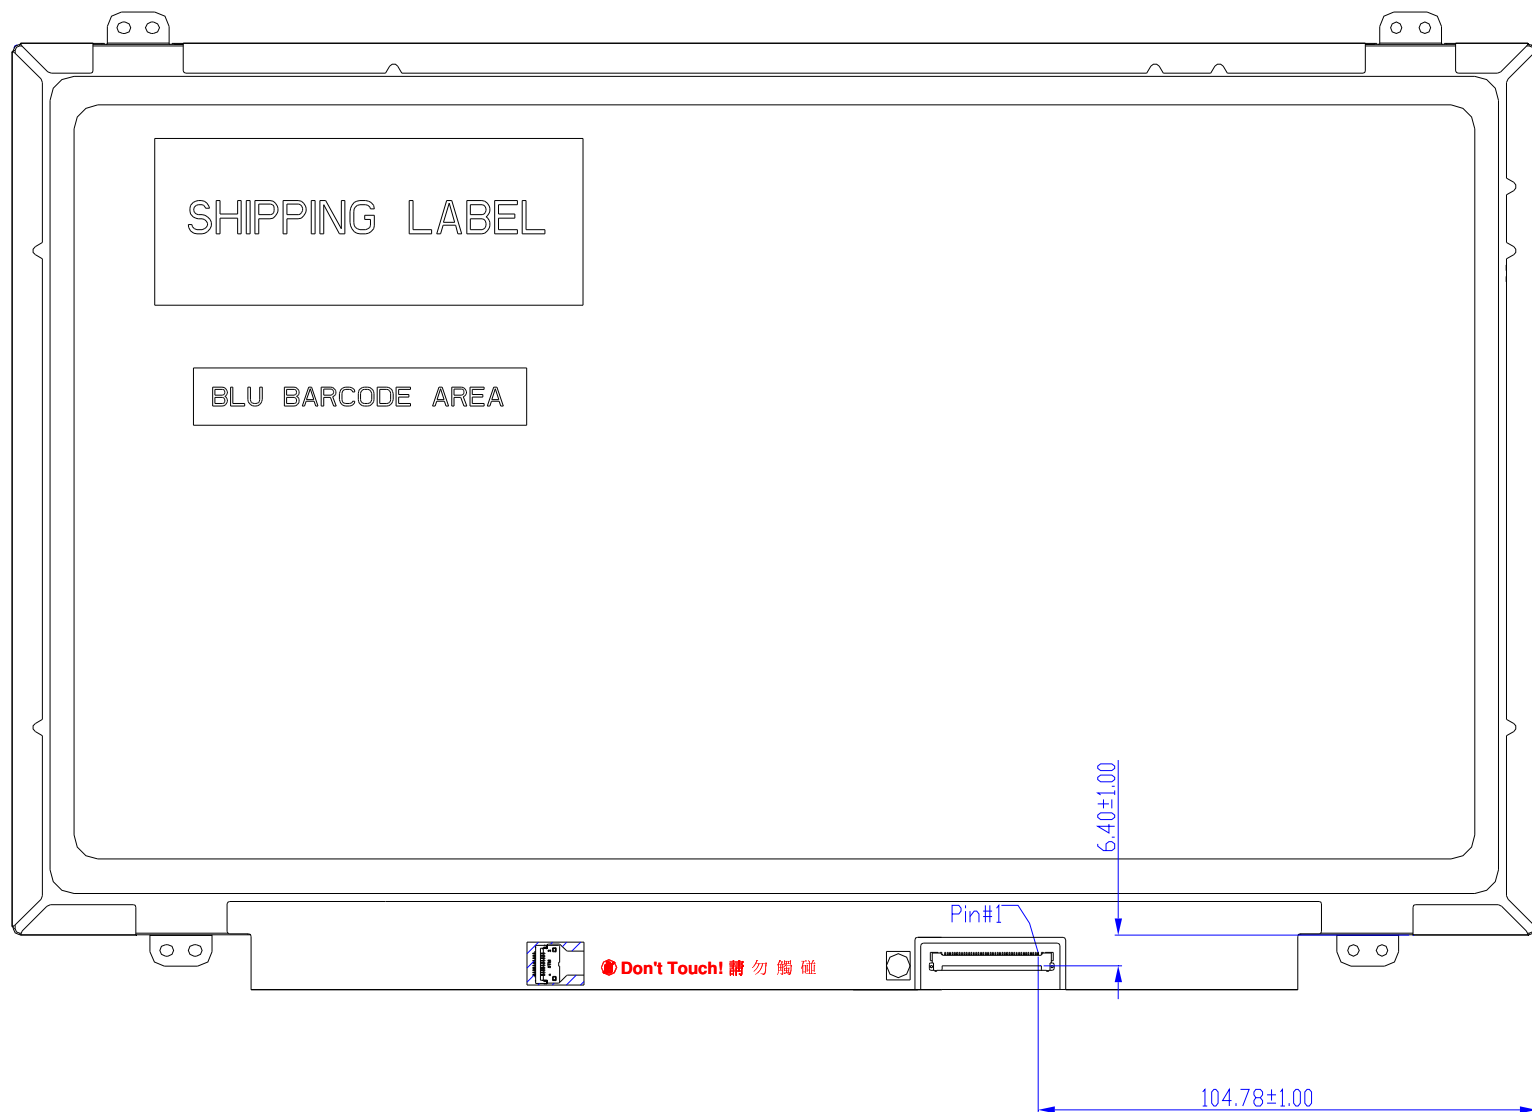 SHIPPING LABEL
BLU BARCODE AREA
6.40±1.00
Pin#1
Don't Touch! 請勿觸碰
104.78±1.00